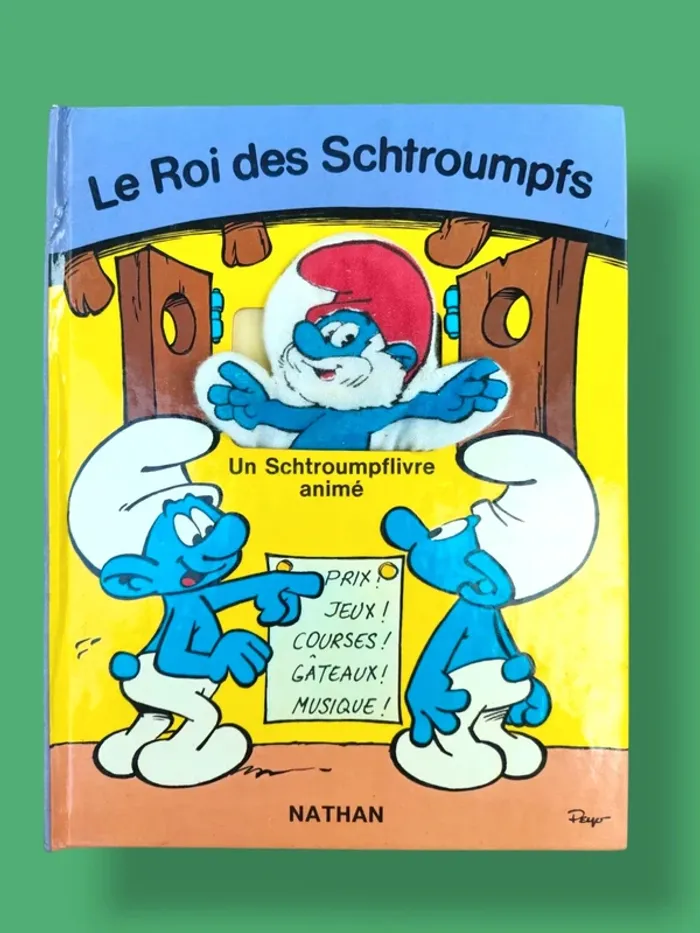 Le Roi des Schtroumpfs
Un Schtroumpflivre
animé
PRIX!
JEUX!
COURSES!
GÂTEAUX!
MUSIQUE!
NATHAN
Peyo